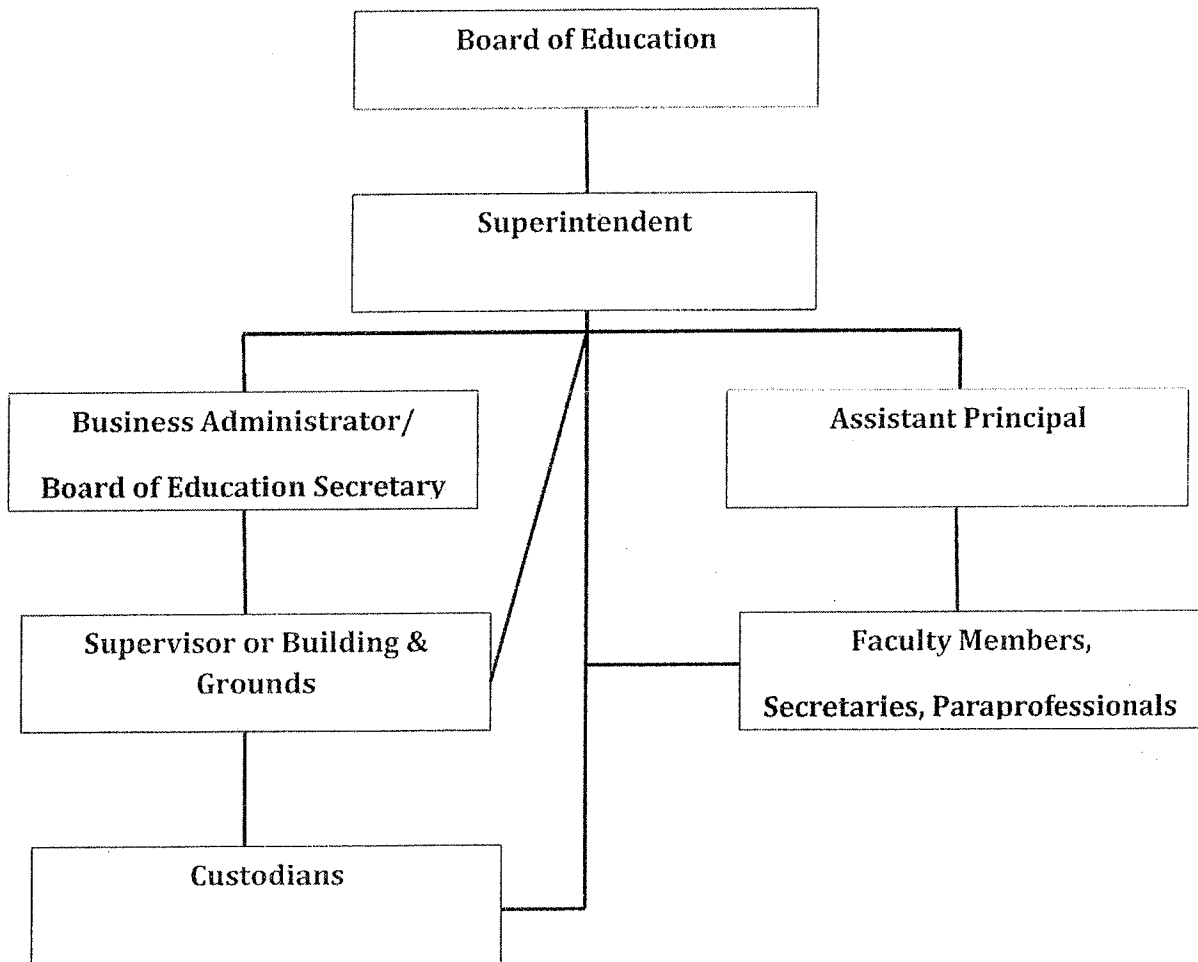 Board of Education
Superintendent
Business Administrator/
Board of Education Secretary
Assistant Principal
Supervisor or Building &
Grounds
Faculty Members,
Secretaries, Paraprofessionals
Custodians